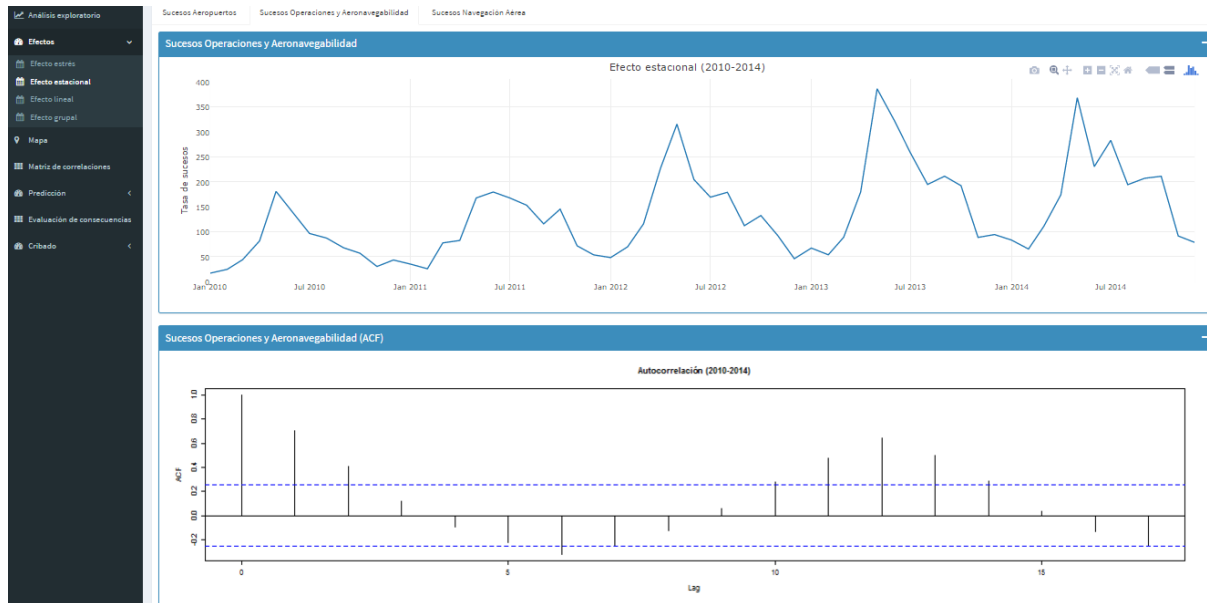 Análisis exploratorio
Efectos
Efecto estrés
Efecto estacional
Efecto lineal
Efecto grupal
Mapa
Matriz de correlaciones
Predicción
Evaluación de consecuencias
Cribado
Sucesos Aeropuertos
Sucesos Operaciones y Aeronavegabilidad
Sucesos Navegación Aérea
Sucesos Operaciones y Aeronavegabilidad
Efecto estacional (2010-2014)
Tasa de sucesos
400
350
300
250
200
150
100
50
0
Jan 2010
Jul 2010
Jan 2011
Jul 2011
Jan 2012
Jul 2012
Jan 2013
Jul 2013
Jan 2014
Jul 2014
Sucesos Operaciones y Aeronavegabilidad (ACF)
Autocorrelación (2010-2014)
ACF
1.0
0.8
0.6
0.4
0.2
0.0
-0.2
0
5
10
15
Lag